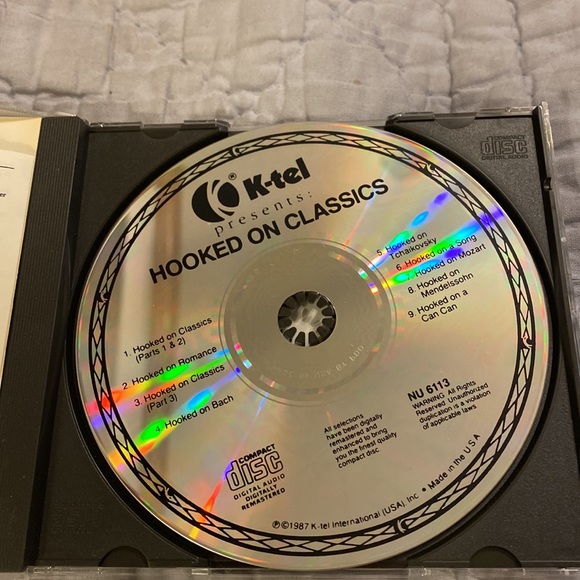 K-tel®
presents:
HOOKED ON CLASSICS
1. Hooked on Classics
(Parts 1 & 2)
2. Hooked on Romance
3. Hooked on Classics
(Part 3)
4. Hooked on Bach
5. Hooked on
Tchaikovsky
6. Hooked on a Song
7. Hooked on Mozart
8. Hooked on
Mendelssohn
9. Hooked on a
Can Can
COMPACT
disc
DIGITAL AUDIO
DIGITALLY
REMASTERED
All selections
have been digitally
remastered and
enhanced to bring
you the finest quality
compact disc.
NU 6113
WARNING: All Rights
Reserved. Unauthorized
duplication is a violation
of applicable laws.
℗©1987 K-tel International (USA) Inc • Made in the U.S.A.
COMPACT
disc
DIGITAL AUDIO